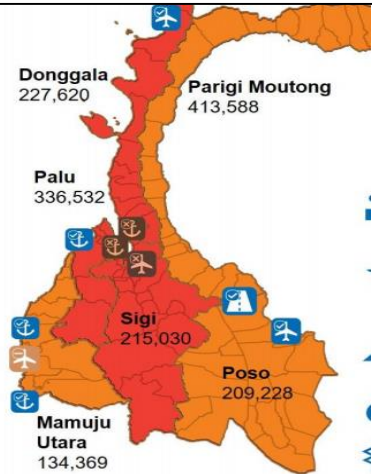 Donggala
227,620
Parigi Moutong
413,588
Palu
336,532
Sigi
215,030
Poso
209,228
Mamuju
Utara
134,369